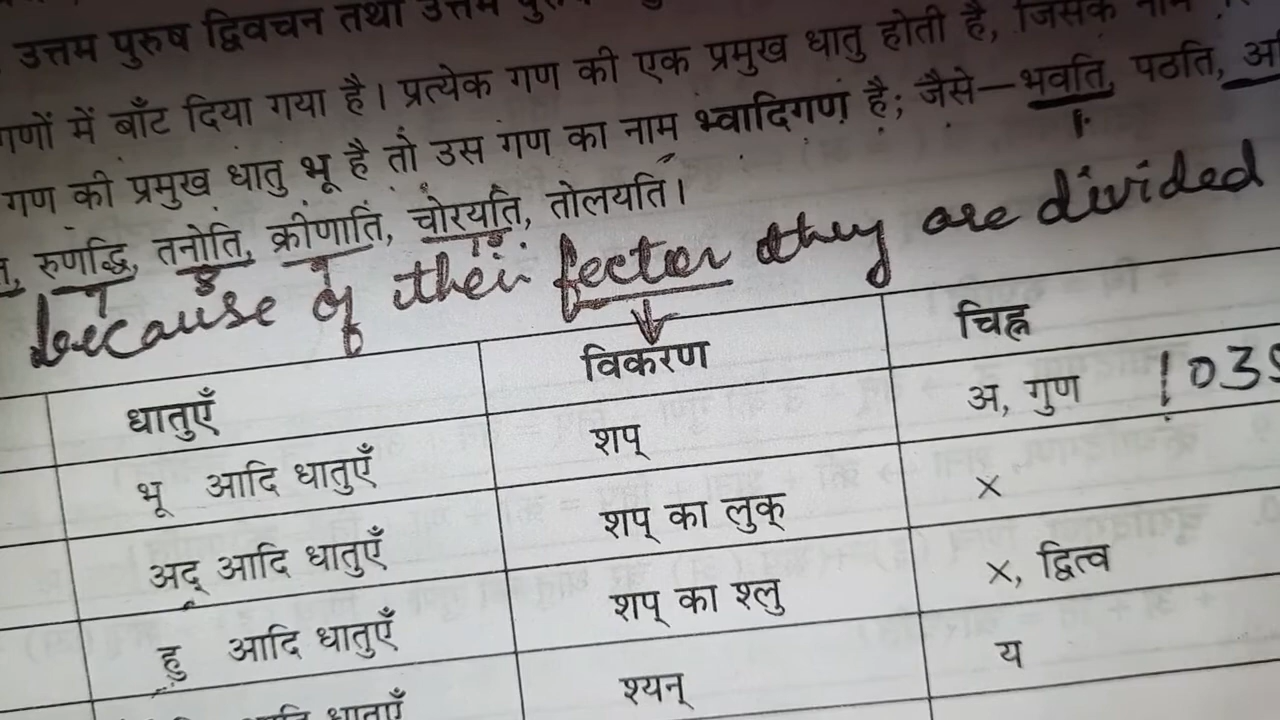 उत्तम पुरुष द्विवचन तथा उत्तम
गणों में बाँट दिया गया है। प्रत्येक गण की एक प्रमुख धातु होती है, जिसके नाम
गण की प्रमुख धातु भू है तो उस गण का नाम भ्वादिगण है; जैसे—भवति, पठति,
रुणद्धि, तनोति, क्रीणाति, चोरयति, तोलयति।
because of their fector they are divided
धातुएँ विकरण चिह्न
भू आदि धातुएँ शप् अ, गुण
अद् आदि धातुएँ शप् का लुक् ×
हु आदि धातुएँ शप् का श्लु ×, द्वित्व
धातुएँ श्यन् य